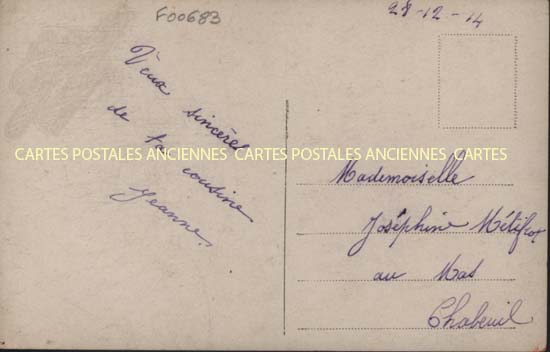 F00683
29-12-14
Vœux
sincères
de ta cousine
Jeanne.
CARTES POSTALES ANCIENNES CARTES POSTALES ANCIENNES CARTES
Mademoiselle
Joséphine
au Mas
Chabeuil